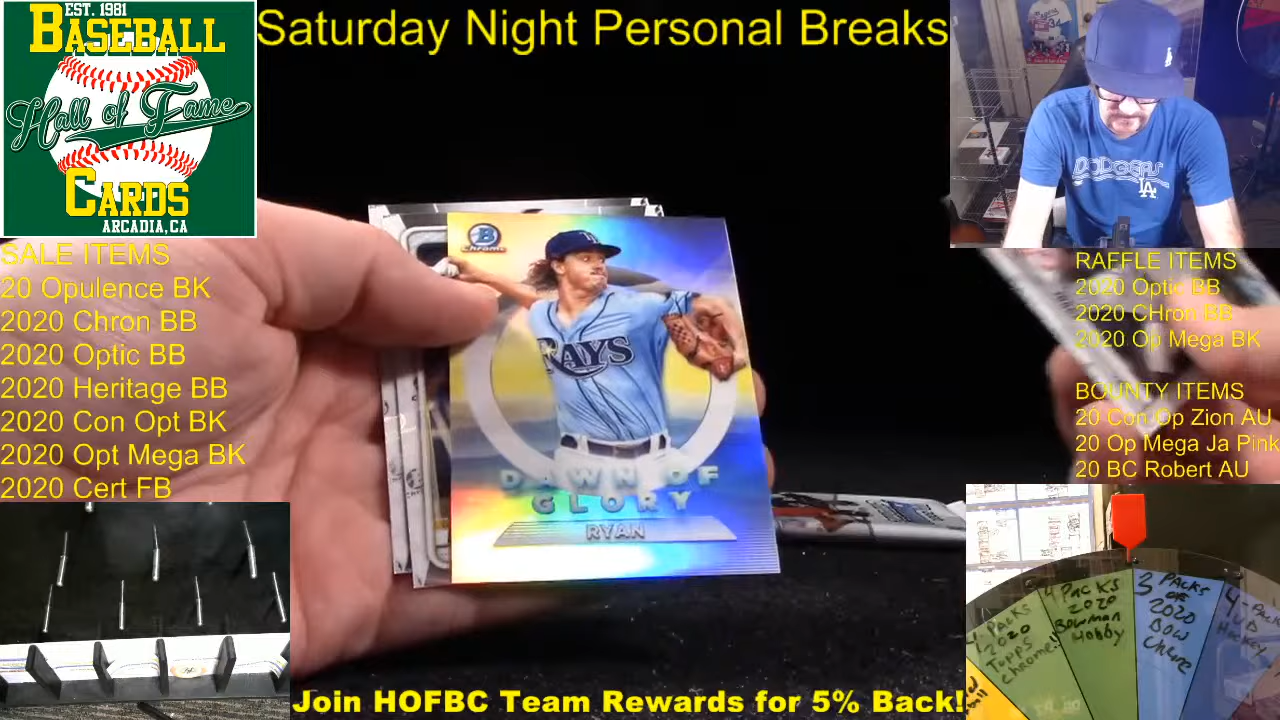 EST. 1981
BASEBALL
Hall of Fame
CARDS
ARCADIA, CA
Saturday Night Personal Breaks
DODGERS
LA
SALE ITEMS
20 Opulence BK
2020 Chron BB
2020 Optic BB
2020 Heritage BB
2020 Con Opt BK
2020 Opt Mega BK
2020 Cert FB
B
Chrome
RAYS
DAWN OF
GLORY
RYAN
RAFFLE ITEMS
2020 Optic BB
2020 CHron BB
2020 Op Mega BK
BOUNTY ITEMS
20 Con Op Zion AU
20 Op Mega Ja Pink
20 BC Robert AU
4 PACKS
2020
TOPPS
CHROME!!
4 PACKS
2020
BOWMAN
Hobby
3 PACKS
OF
2020
BOW
CHROME
4-PACKS
UD
HOCKEY
Join HOFBC Team Rewards for 5% Back!